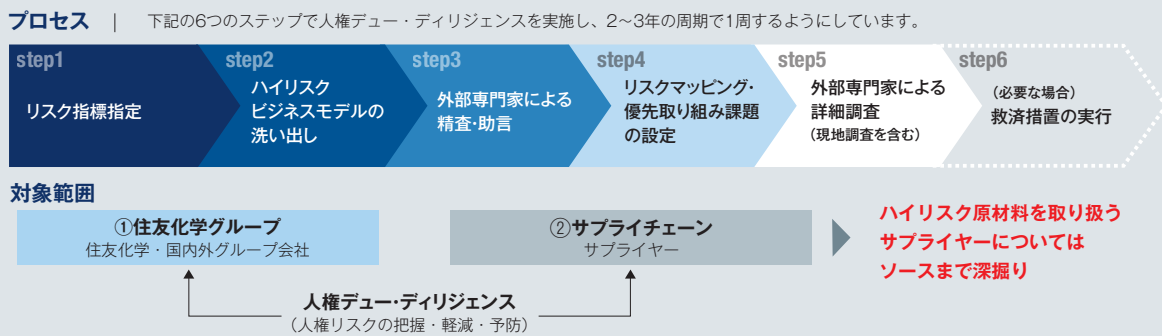 プロセス | 下記の6つのステップで人権デュー・ディリジェンスを実施し、2〜3年の周期で1周するようにしています。
step1
リスク指標指定
step2
ハイリスク
ビジネスモデルの
洗い出し
step3
外部専門家による
精査・助言
step4
リスクマッピング・
優先取り組み課題
の設定
step5
外部専門家による
詳細調査
(現地調査を含む)
step6
(必要な場合)
救済措置の実行
対象範囲
①住友化学グループ
住友化学・国内外グループ会社
②サプライチェーン
サプライヤー
ハイリスク原材料を取り扱う
サプライヤーについては
ソースまで深掘り
人権デュー・ディリジェンス
(人権リスクの把握・軽減・予防)